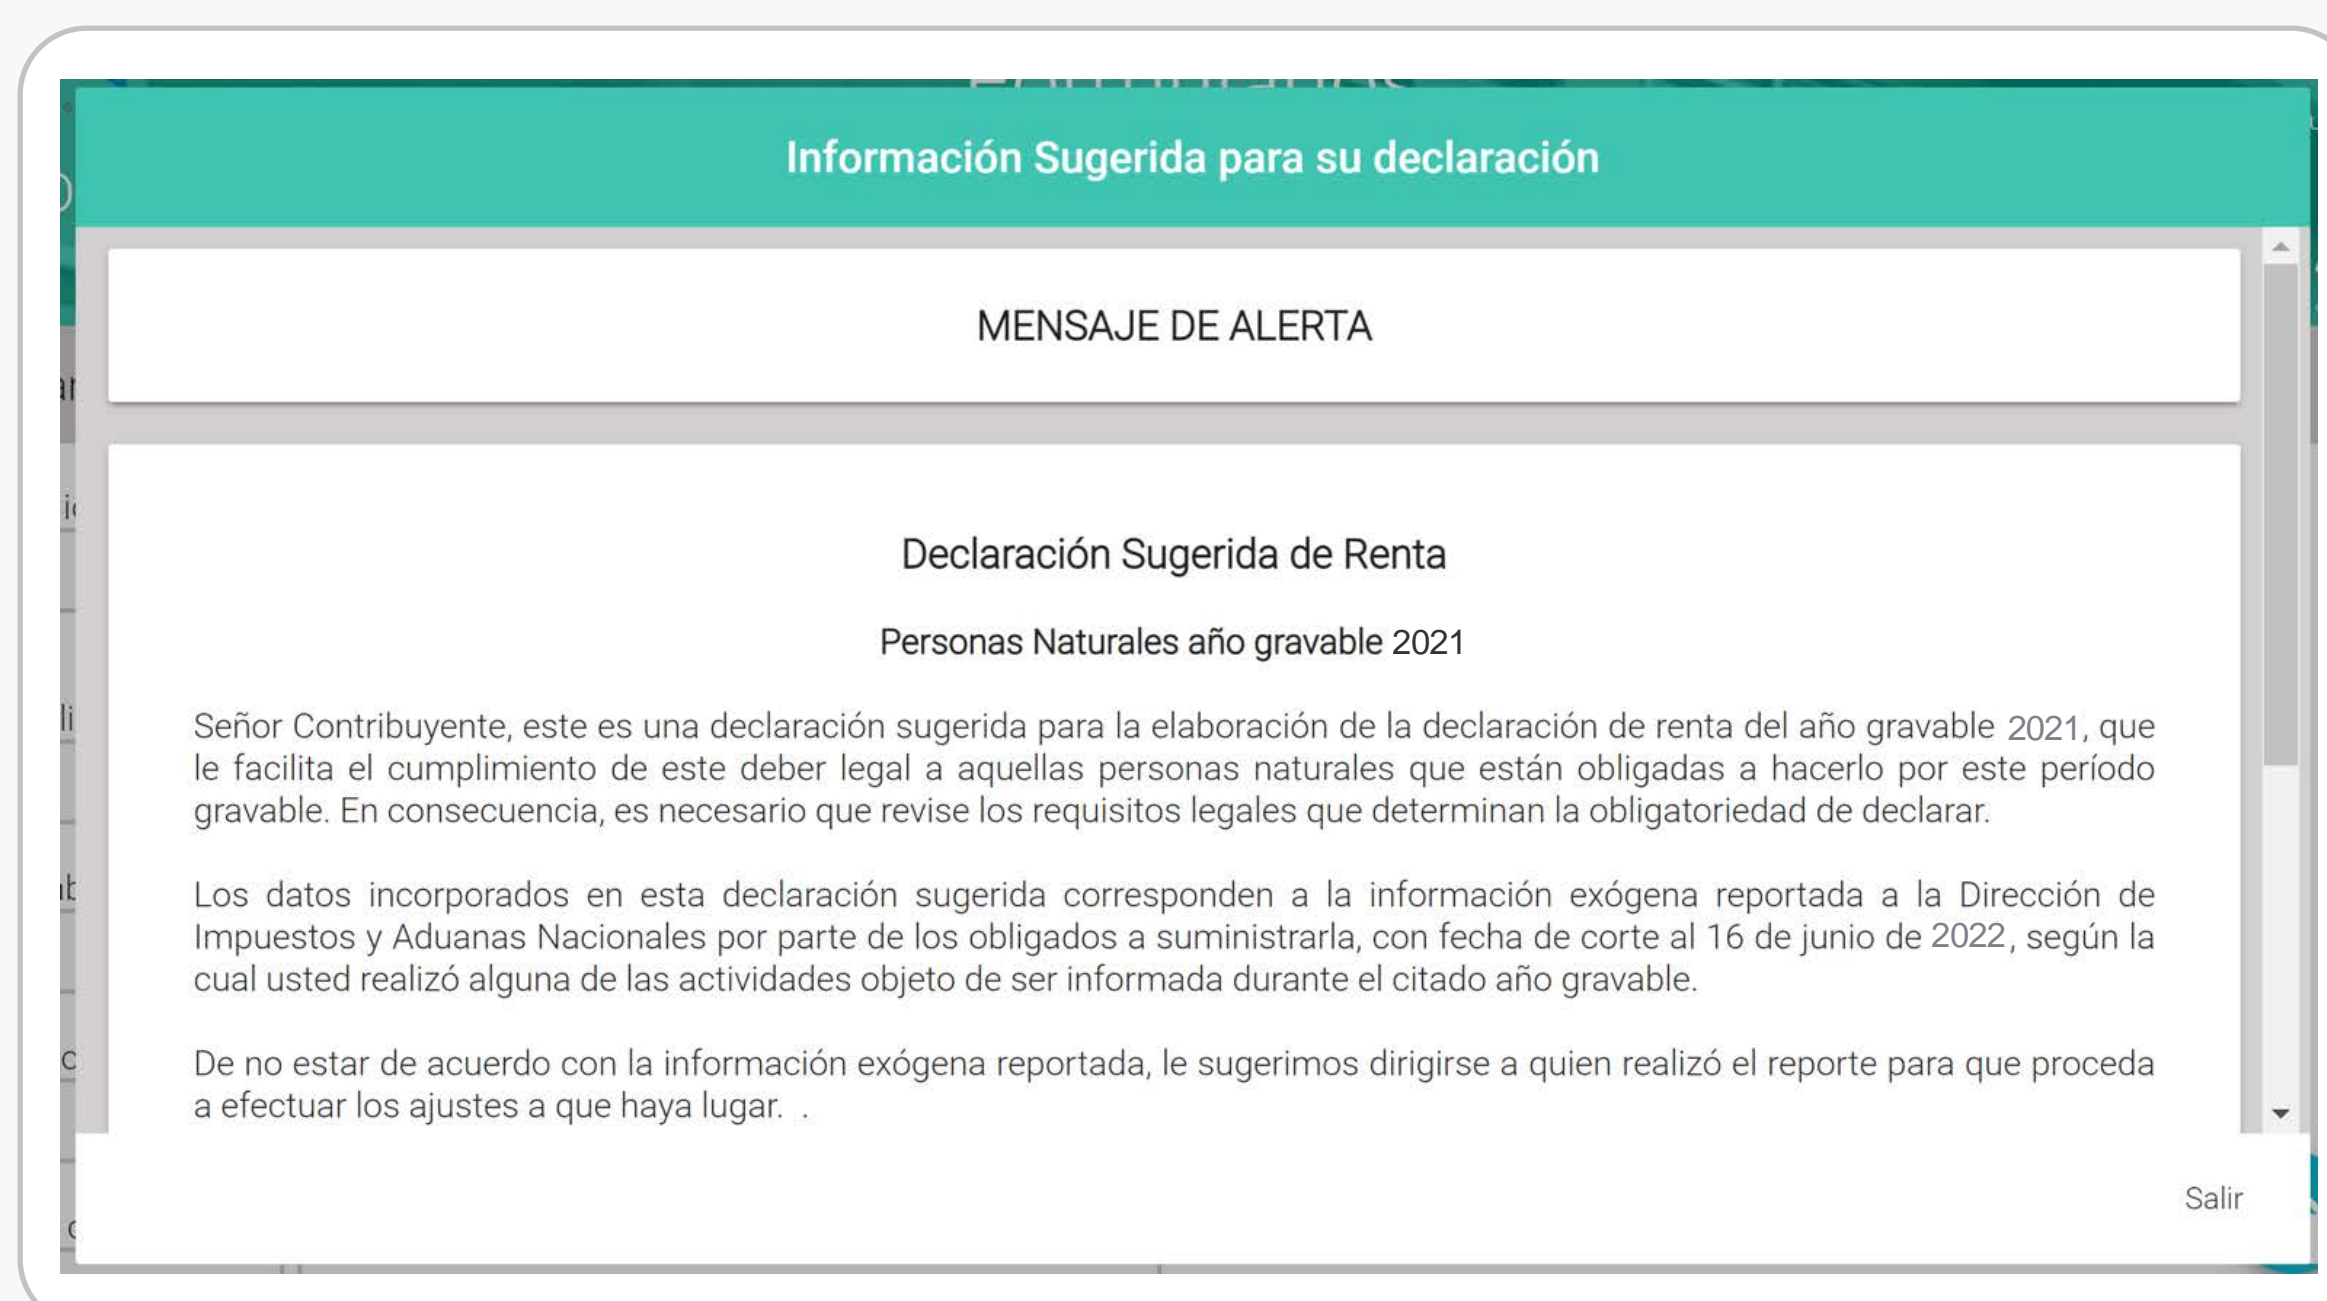 Formularios
Información Sugerida para su declaración
MENSAJE DE ALERTA
Declaración Sugerida de Renta
Personas Naturales año gravable 2021
Señor Contribuyente, este es una declaración sugerida para la elaboración de la declaración de renta del año gravable 2021, que
le facilita el cumplimiento de este deber legal a aquellas personas naturales que están obligadas a hacerlo por este período
gravable. En consecuencia, es necesario que revise los requisitos legales que determinan la obligatoriedad de declarar.
Los datos incorporados en esta declaración sugerida corresponden a la información exógena reportada a la Dirección de
Impuestos y Aduanas Nacionales por parte de los obligados a suministrarla, con fecha de corte al 16 de junio de 2022, según la
cual usted realizó alguna de las actividades objeto de ser informada durante el citado año gravable.
De no estar de acuerdo con la información exógena reportada, le sugerimos dirigirse a quien realizó el reporte para que proceda
a efectuar los ajustes a que haya lugar. .
Salir